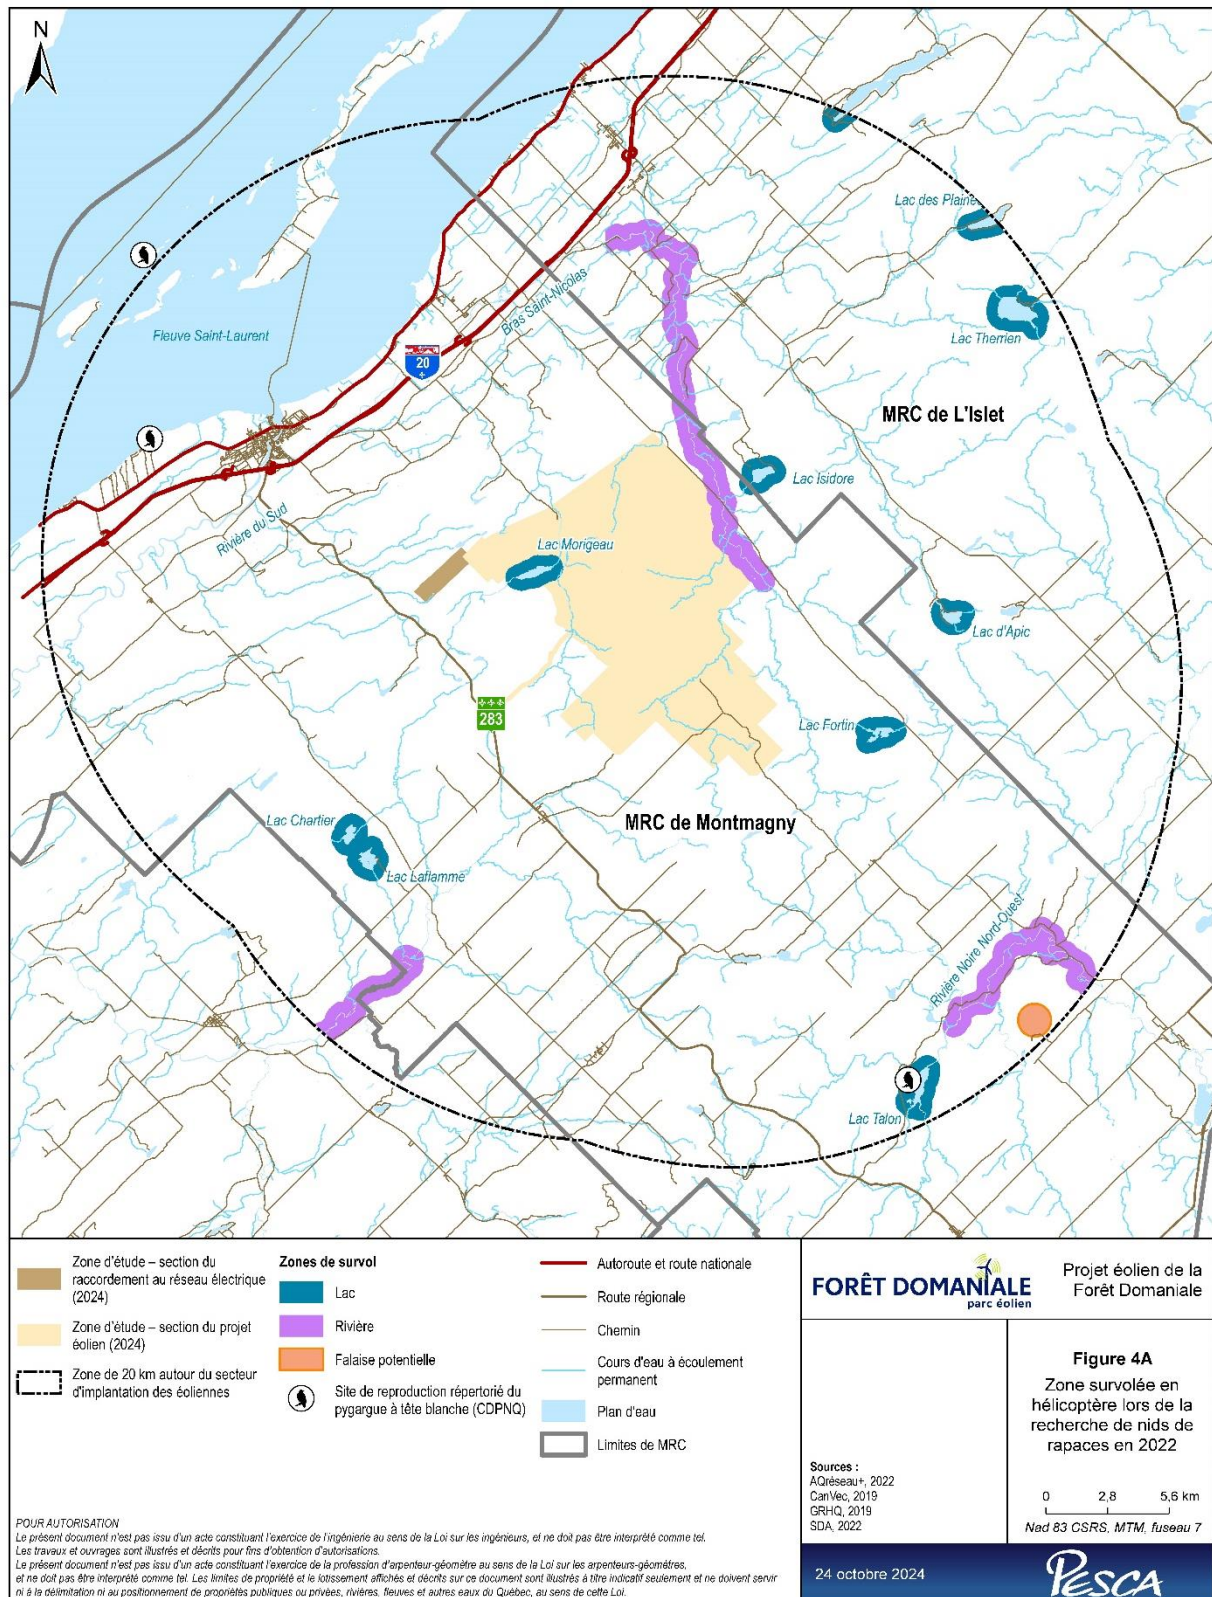 N
Lac des Plaine
Lac Therrien
Bras Saint-Nicolas
Fleuve Saint-Laurent
20
MRC de L'Islet
Lac Isidore
Rivière du Sud
Lac Morigeau
Lac d'Apic
283
Lac Fortin
Lac Chartier
MRC de Montmagny
Lac Laflamme
Rivière Noire Nord-Ouest
Lac Talon
Zone d'étude – section du
raccordement au réseau électrique
(2024)
Zone d'étude – section du projet
éolien (2024)
Zone de 20 km autour du secteur
d'implantation des éoliennes
Zones de survol
Lac
Rivière
Falaise potentielle
Site de reproduction répertorié du
pygargue à tête blanche (CDPNQ)
Autoroute et route nationale
Route régionale
Chemin
Cours d'eau à écoulement
permanent
Plan d'eau
Limites de MRC
FORÊT DOMANIALE
parc éolien
Projet éolien de la
Forêt Domaniale
Figure 4A
Zone survolée en
hélicoptère lors de la
recherche de nids de
rapaces en 2022
Sources :
AQréseau+, 2022
CanVec, 2019
GRHQ, 2019
SDA, 2022
0 2,8 5,6 km
Nad 83 CSRS, MTM, fuseau 7
POUR AUTORISATION
Le présent document n'est pas issu d'un acte constituant l'exercice de l'ingénierie au sens de la Loi sur les ingénieurs, et ne doit pas être interprété comme tel.
Les travaux et ouvrages sont illustrés et décrits pour fins d'obtention d'autorisations.
Le présent document n'est pas issu d'un acte constituant l'exercice de la profession d'arpenteur-géomètre au sens de la Loi sur les arpenteurs-géomètres,
et ne doit pas être interprété comme tel. Les limites de propriété et le lotissement affichés et décrits sur ce document sont illustrés à titre indicatif seulement et ne doivent servir
ni à la délimitation ni au positionnement de propriétés publiques ou privées, rivières, fleuves et autres eaux du Québec, au sens de cette Loi.
24 octobre 2024
PESCA